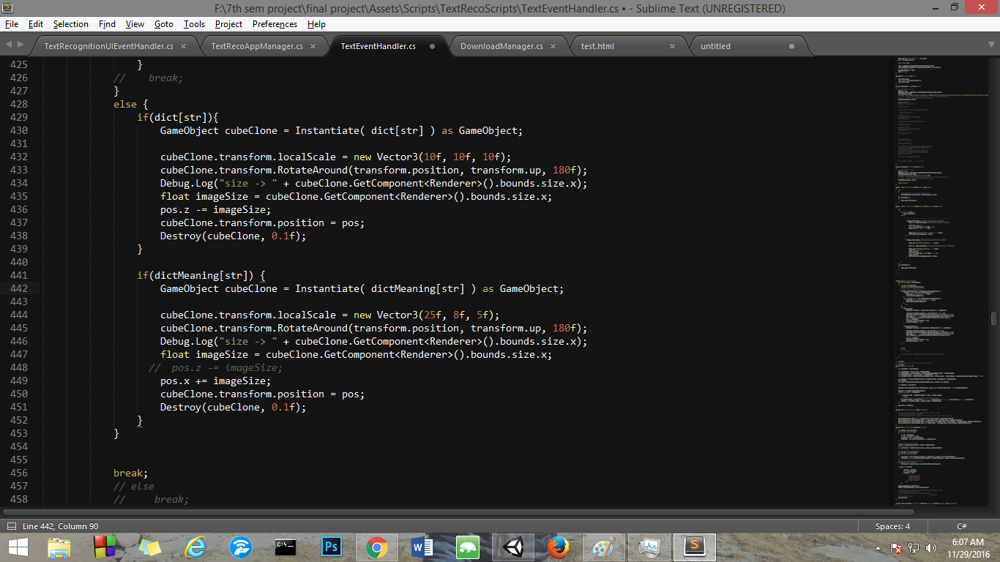 F:\7th sem project\final project\Assets\Scripts\TextRecoScripts\TextEventHandler.cs • - Sublime Text (UNREGISTERED)
File Edit Selection Find View Goto Tools Project Preferences Help
TextRecognitionUIEventHandler.cs × TextRecoAppManager.cs × TextEventHandler.cs DownloadManager.cs × test.html × untitled
425 }
426 // break;
427 }
428 else {
429 if(dict[str]){
430 GameObject cubeClone = Instantiate( dict[str] ) as GameObject;
431
432 cubeClone.transform.localScale = new Vector3(10f, 10f, 10f);
433 cubeClone.transform.RotateAround(transform.position, transform.up, 180f);
434 Debug.Log("size -> " + cubeClone.GetComponent<Renderer>().bounds.size.x);
435 float imageSize = cubeClone.GetComponent<Renderer>().bounds.size.x;
436 pos.z -= imageSize;
437 cubeClone.transform.position = pos;
438 Destroy(cubeClone, 0.1f);
439 }
440
441 if(dictMeaning[str]) {
442 GameObject cubeClone = Instantiate( dictMeaning[str] ) as GameObject;
443
444 cubeClone.transform.localScale = new Vector3(25f, 8f, 5f);
445 cubeClone.transform.RotateAround(transform.position, transform.up, 180f);
446 Debug.Log("size -> " + cubeClone.GetComponent<Renderer>().bounds.size.x);
447 float imageSize = cubeClone.GetComponent<Renderer>().bounds.size.x;
448 // pos.z -= imageSize;
449 pos.x += imageSize;
450 cubeClone.transform.position = pos;
451 Destroy(cubeClone, 0.1f);
452 }
453 }
454
455
456 break;
457 // else
458 // break;
Line 442, Column 90 Spaces: 4 C#
C:\_ Ps
6:07 AM
11/29/2016